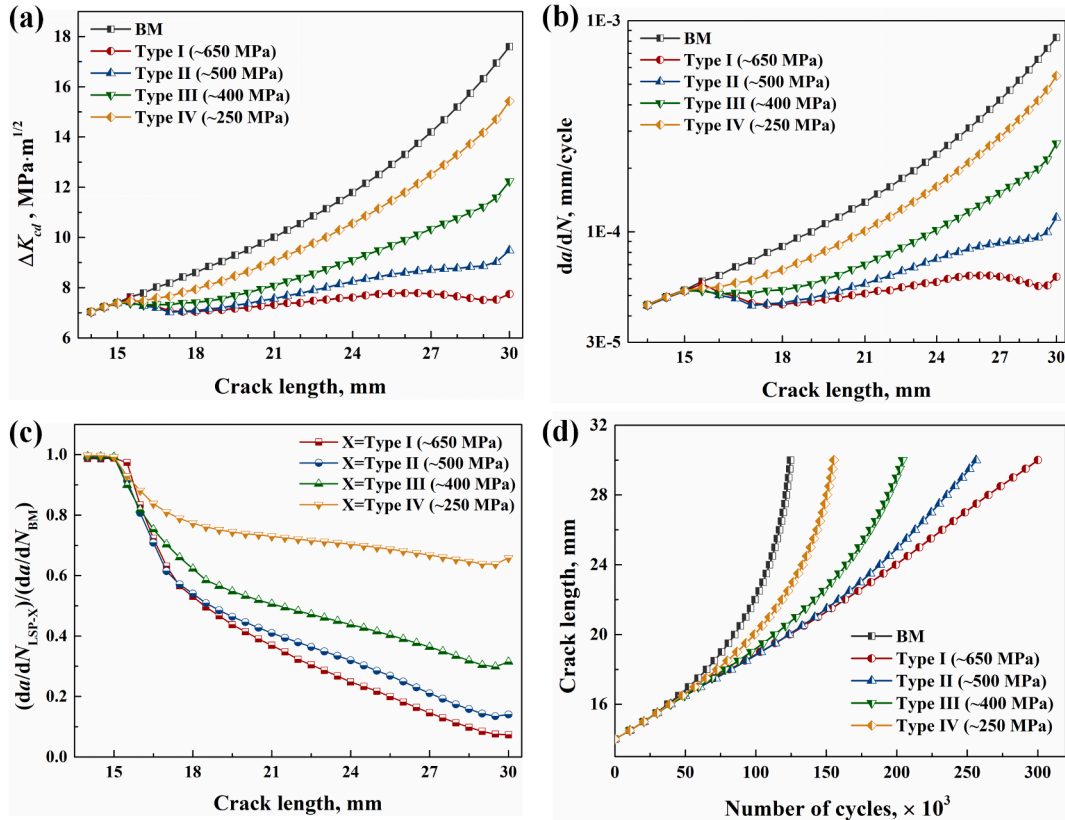 (a)
BM
Type I (~650 MPa)
Type II (~500 MPa)
Type III (~400 MPa)
Type IV (~250 MPa)
18
16
14
12
10
8
6
ΔK_cd, MPa·m^1/2
15 18 21 24 27 30
Crack length, mm
(b)
BM
Type I (~650 MPa)
Type II (~500 MPa)
Type III (~400 MPa)
Type IV (~250 MPa)
1E-3
1E-4
3E-5
da/dN, mm/cycle
15 18 21 24 27 30
Crack length, mm
(c)
X=Type I (~650 MPa)
X=Type II (~500 MPa)
X=Type III (~400 MPa)
X=Type IV (~250 MPa)
1.0
0.8
0.6
0.4
0.2
0.0
(da/dN_LSP-X)/(da/dN_BM)
15 18 21 24 27 30
Crack length, mm
(d)
32
28
24
20
16
Crack length, mm
BM
Type I (~650 MPa)
Type II (~500 MPa)
Type III (~400 MPa)
Type IV (~250 MPa)
0 50 100 150 200 250 300
Number of cycles, × 10^3